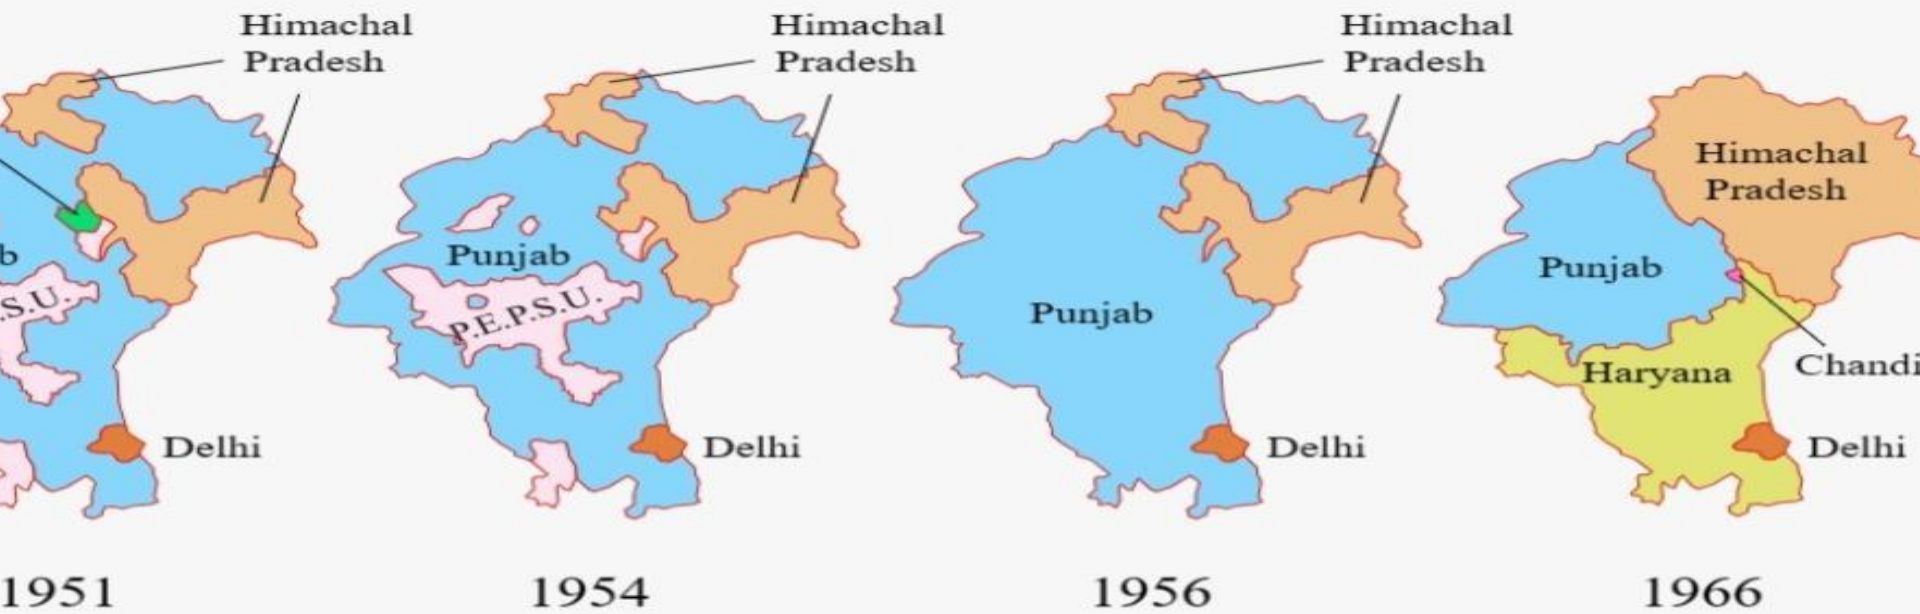 Himachal
Pradesh
b
.S.U.
Delhi
1951
Himachal
Pradesh
Punjab
P.E.P.S.U.
Delhi
1954
Himachal
Pradesh
Punjab
Delhi
1956
Himachal
Pradesh
Punjab
Chandi
Haryana
Delhi
1966